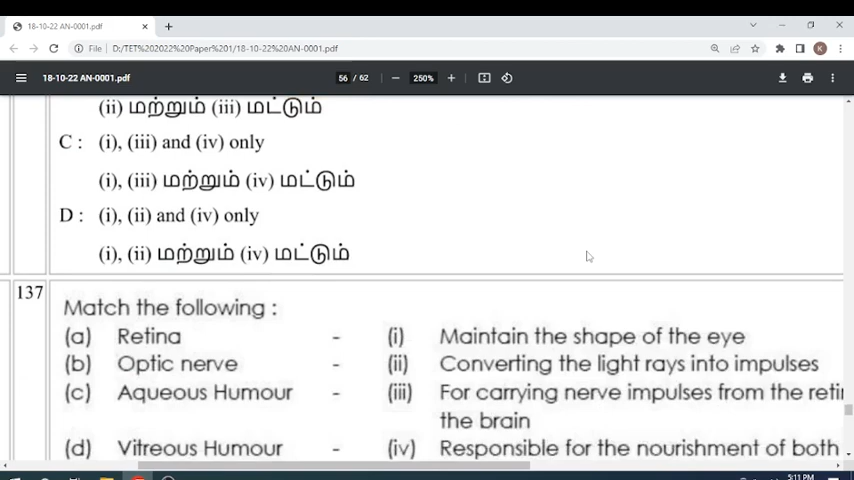 18-10-22 AN-0001.pdf
File
D:/TET%202022%20Paper%201/18-10-22%20AN-0001.pdf
K
18-10-22 AN-0001.pdf
56 / 62
250%
(ii) மற்றும் (iii) மட்டும்
C : (i), (iii) and (iv) only
(i), (iii) மற்றும் (iv) மட்டும்
D : (i), (ii) and (iv) only
(i), (ii) மற்றும் (iv) மட்டும்
137
Match the following :
(a) Retina - (i) Maintain the shape of the eye
(b) Optic nerve - (ii) Converting the light rays into impulses
(c) Aqueous Humour - (iii) For carrying nerve impulses from the
the brain
(d) Vitreous Humour - (iv) Responsible for the nourishment of both
5:11 PM